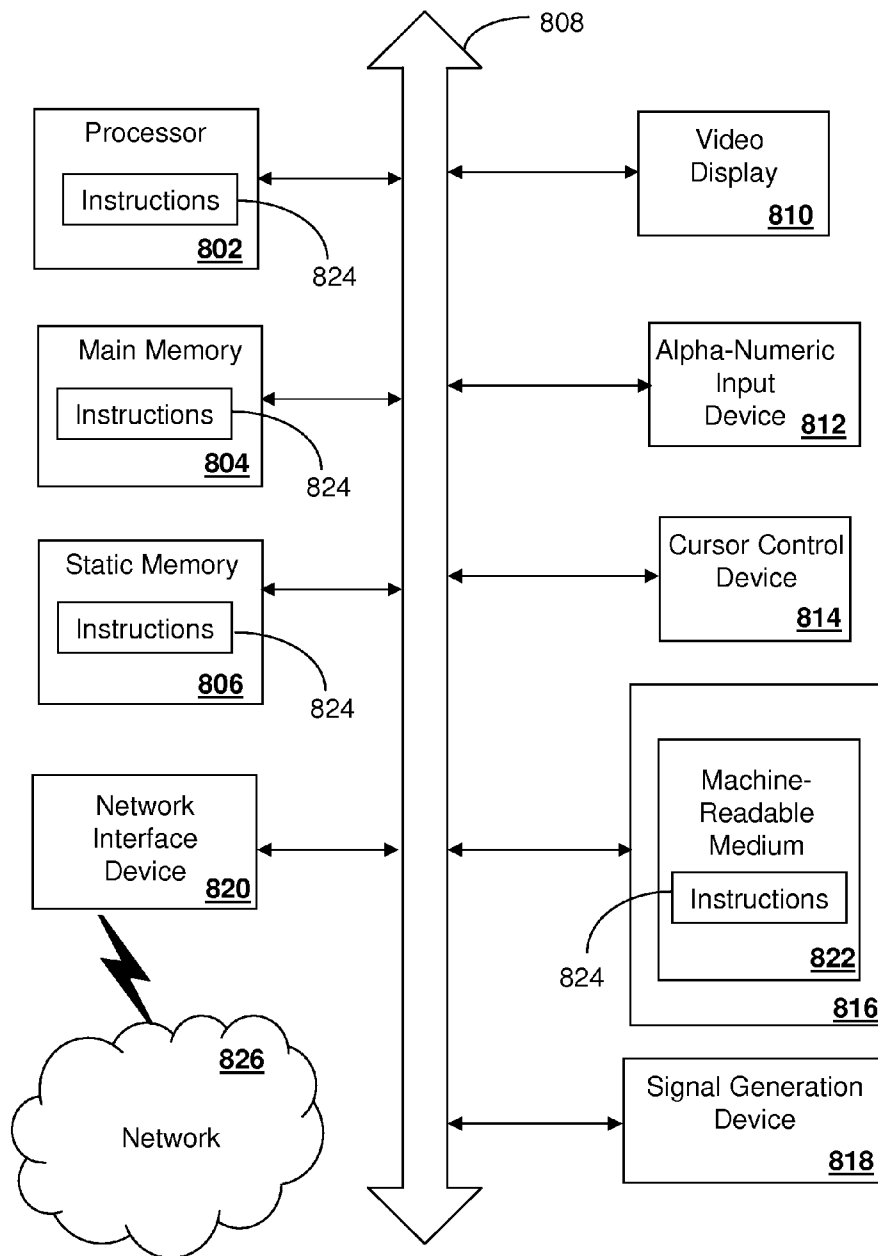 808
Processor
Instructions
802
824
Main Memory
Instructions
804
824
Static Memory
Instructions
806
824
Network
Interface
Device
820
826
Network
Video
Display
810
Alpha-Numeric
Input
Device
812
Cursor Control
Device
814
Machine-
Readable
Medium
Instructions
824
822
816
Signal Generation
Device
818